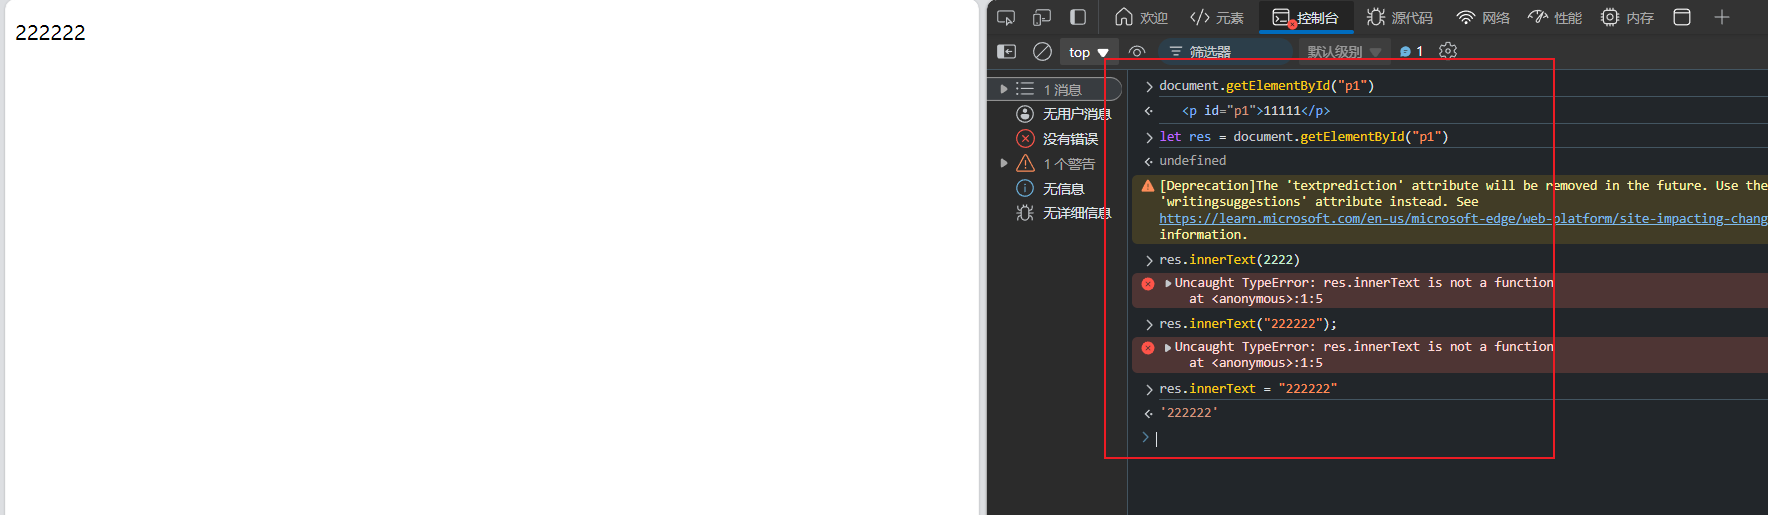 222222
欢迎
元素
控制台
源代码
网络
性能
内存
top
筛选器
默认级别
1
1 消息
无用户消息
没有错误
1 个警告
无信息
无详细信息
document.getElementById("p1")
<p id="p1">11111</p>
let res = document.getElementById("p1")
undefined
[Deprecation]The 'textprediction' attribute will be removed in the future. Use the
'writingsuggestions' attribute instead. See
https://learn.microsoft.com/en-us/microsoft-edge/web-platform/site-impacting-chang
information.
res.innerText(2222)
Uncaught TypeError: res.innerText is not a function
at <anonymous>:1:5
res.innerText("222222");
Uncaught TypeError: res.innerText is not a function
at <anonymous>:1:5
res.innerText = "222222"
'222222'